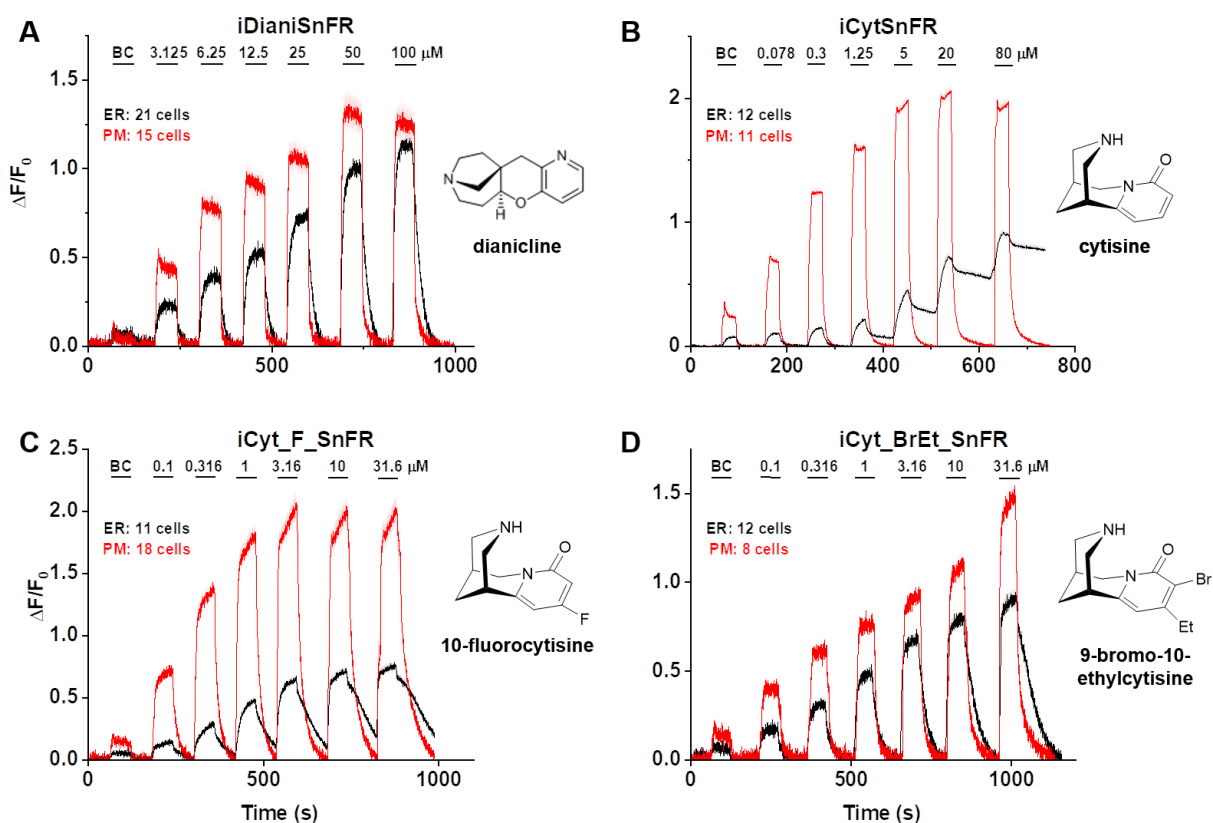 A
iDianiSnFR
BC 3.125 6.25 12.5 25 50 100 μM
ER: 21 cells
PM: 15 cells
ΔF/F0
1.5
1.0
0.5
0.0
0 500 1000
N
N
O
H
dianicline
B
iCytSnFR
BC 0.078 0.3 1.25 5 20 80 μM
ER: 12 cells
PM: 11 cells
2
1
0
0 200 400 600 800
NH
O
N
cytisine
C
iCyt_F_SnFR
BC 0.1 0.316 1 3.16 10 31.6 μM
ER: 11 cells
PM: 18 cells
ΔF/F0
2.5
2.0
1.5
1.0
0.5
0.0
0 500 1000
Time (s)
NH
O
N
F
10-fluorocytisine
D
iCyt_BrEt_SnFR
BC 0.1 0.316 1 3.16 10 31.6 μM
ER: 12 cells
PM: 8 cells
1.5
1.0
0.5
0.0
0 500 1000
Time (s)
NH
O
N
Br
Et
9-bromo-10-
ethylcytisine